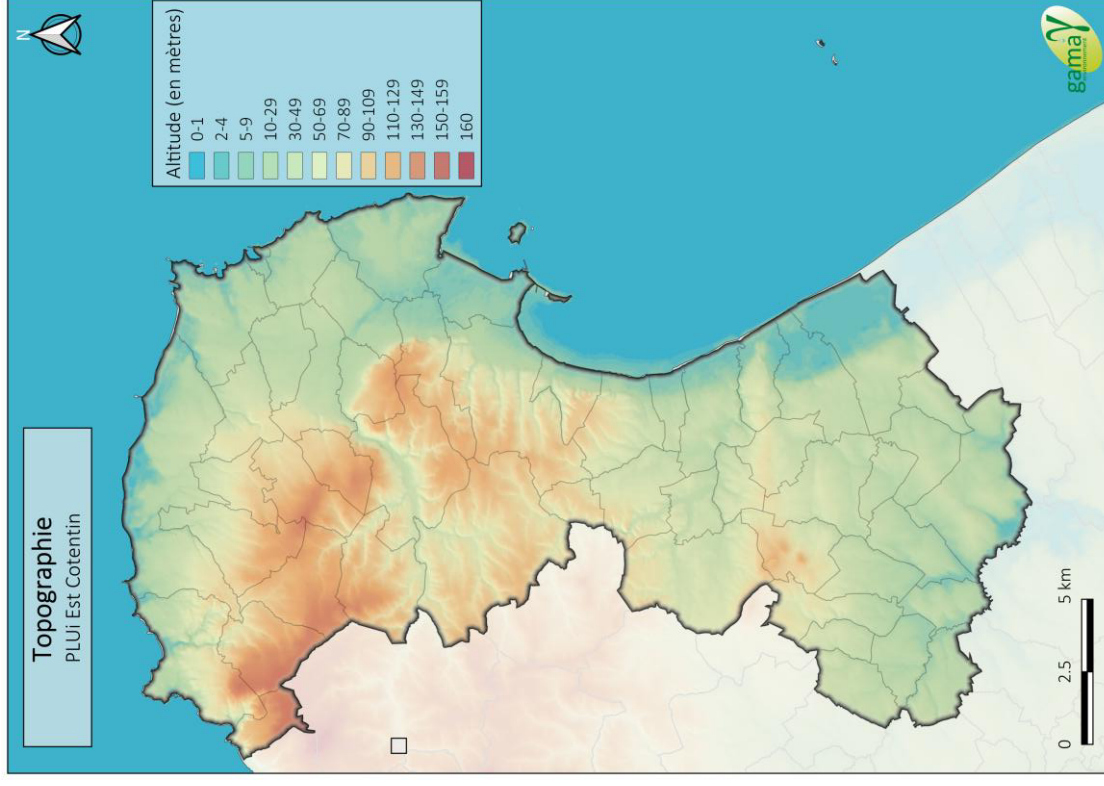 Topographie
PLUi Est Cotentin
N
Altitude (en mètres)
0-1
2-4
5-9
10-29
30-49
50-69
70-89
90-109
110-129
130-149
150-159
160
0 2.5 5 km
gama
environnement